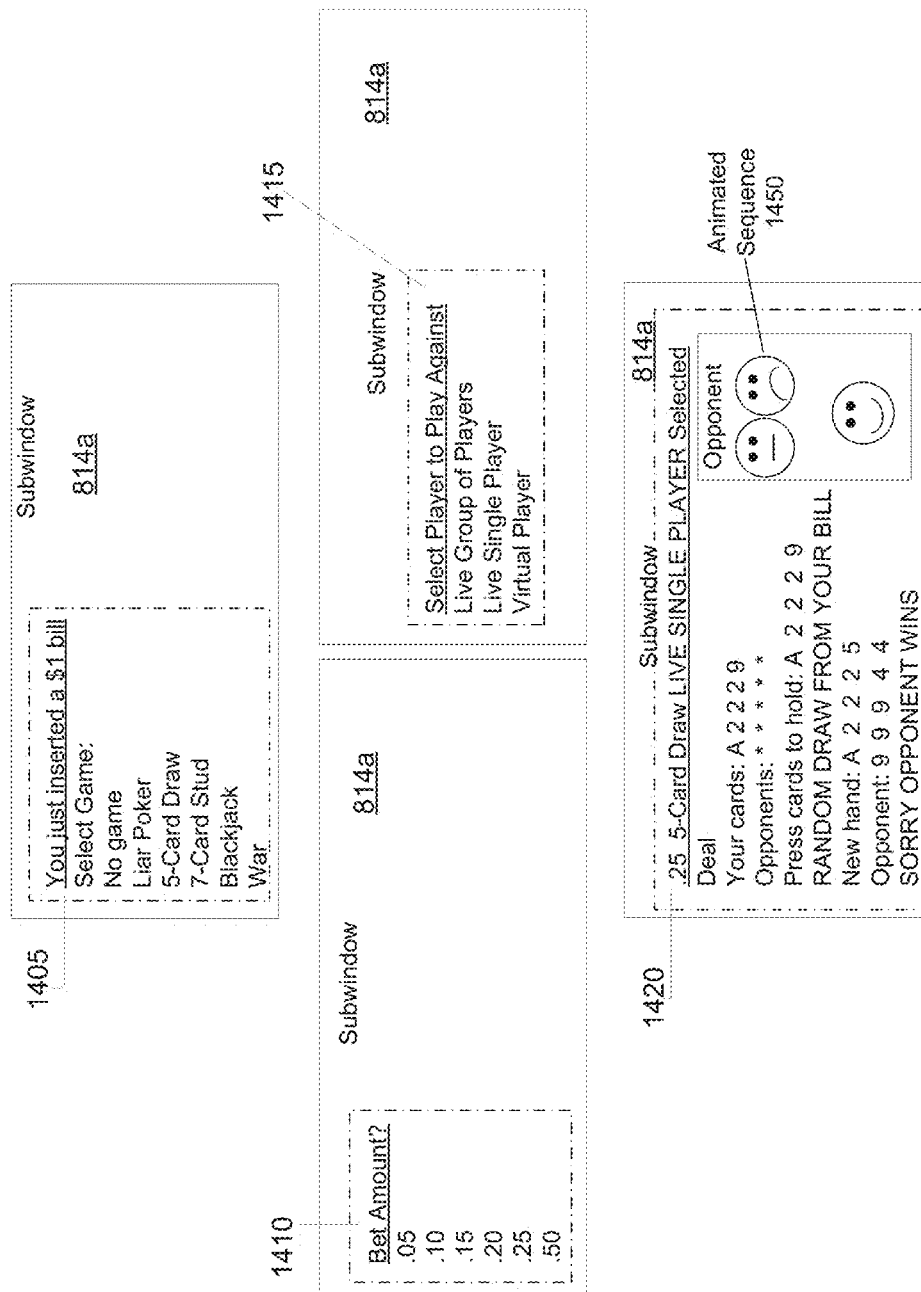 1405
Subwindow
814a
You just inserted a $1 bill
Select Game:
No game
Liar Poker
5-Card Draw
7-Card Stud
Blackjack
War
1410
Subwindow
814a
Bet Amount?
.05
.10
.15
.20
.25
.50
1415
Subwindow
814a
Select Player to Play Against
Live Group of Players
Live Single Player
Virtual Player
1420
Subwindow
814a
.25 5-Card Draw LIVE SINGLE PLAYER Selected
Deal
Your cards: A 2 2 2 9
Opponents: * * * * *
Press cards to hold: A 2 2 2 9
RANDOM DRAW FROM YOUR BILL
New hand: A 2 2 2 5
Opponent: 9 9 9 4 4
SORRY OPPONENT WINS
Opponent
Animated
Sequence
1450